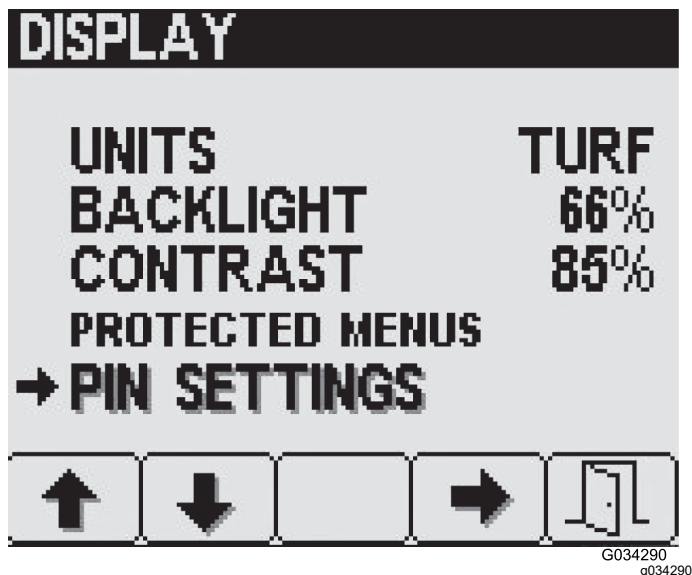 DISPLAY
UNITS TURF
BACKLIGHT 66%
CONTRAST 85%
PROTECTED MENUS
PIN SETTINGS
G034290
g034290